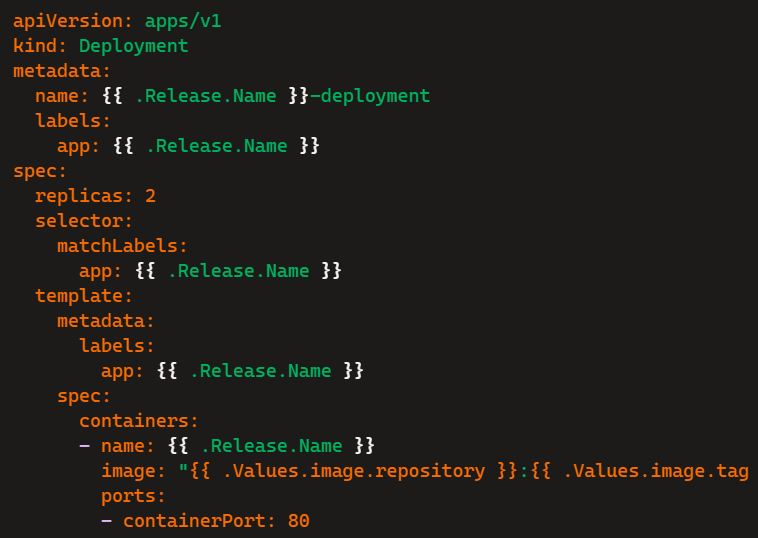 apiVersion: apps/v1
kind: Deployment
metadata:
  name: {{ .Release.Name }}-deployment
  labels:
    app: {{ .Release.Name }}
spec:
  replicas: 2
  selector:
    matchLabels:
      app: {{ .Release.Name }}
  template:
    metadata:
      labels:
        app: {{ .Release.Name }}
    spec:
      containers:
      - name: {{ .Release.Name }}
        image: "{{ .Values.image.repository }}:{{ .Values.image.tag
        ports:
        - containerPort: 80